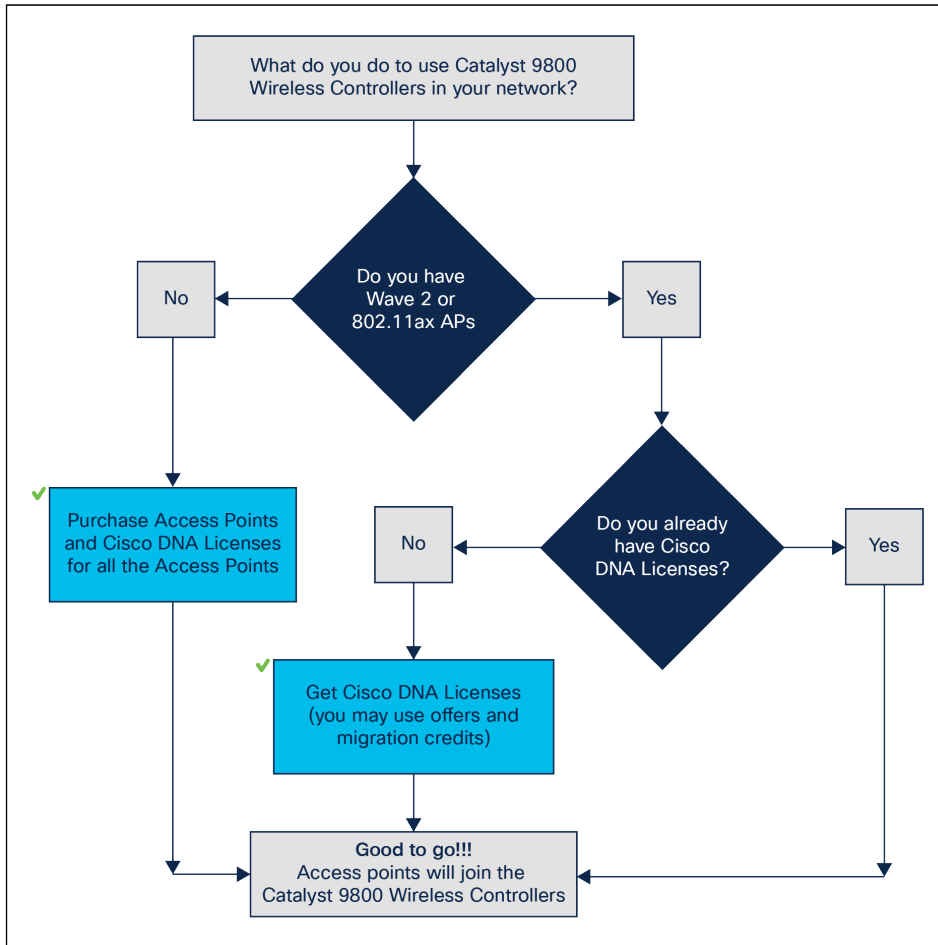 What do you do to use Catalyst 9800
Wireless Controllers in your network?
Do you have
Wave 2 or
802.11ax APs
No
Yes
Purchase Access Points
and Cisco DNA Licenses
for all the Access Points
Do you already
have Cisco
DNA Licenses?
No
Yes
Get Cisco DNA Licenses
(you may use offers and
migration credits)
Good to go!!!
Access points will join the
Catalyst 9800 Wireless Controllers